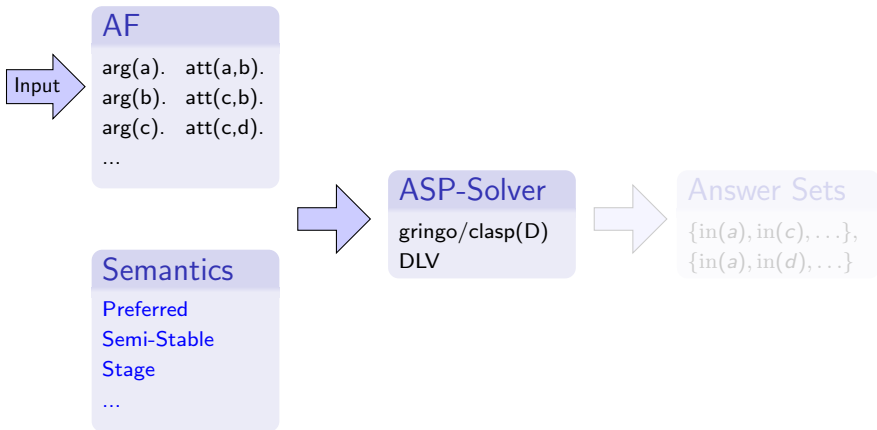 Input
AF
arg(a). att(a,b).
arg(b). att(c,b).
arg(c). att(c,d).
...
Semantics
Preferred
Semi-Stable
Stage
...
ASP-Solver
gringo/clasp(D)
DLV
Answer Sets
{in(a), in(c), ...},
{in(a), in(d), ...}